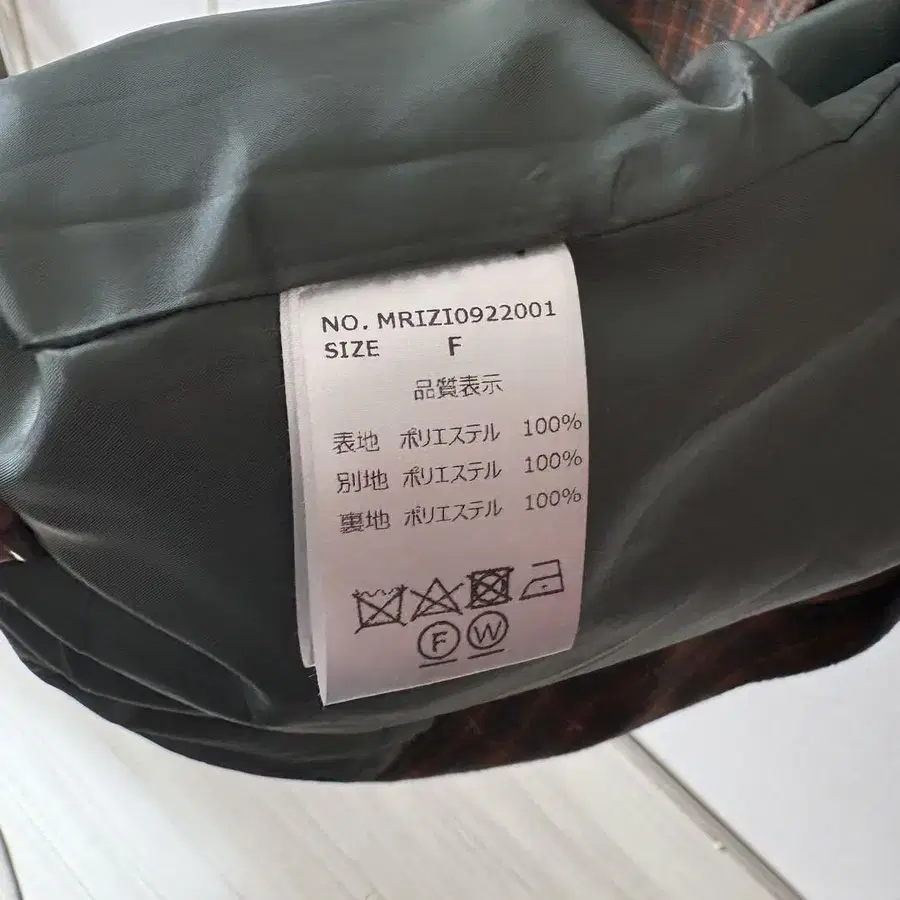 NO. MRIZI0922001
SIZE F
品質表示
表地 ポリエステル 100%
別地 ポリエステル 100%
裏地 ポリエステル 100%
F W